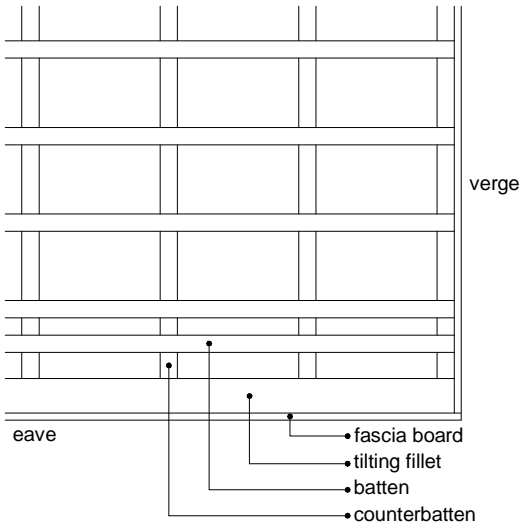 verge
eave
fascia board
tilting fillet
batten
counterbatten